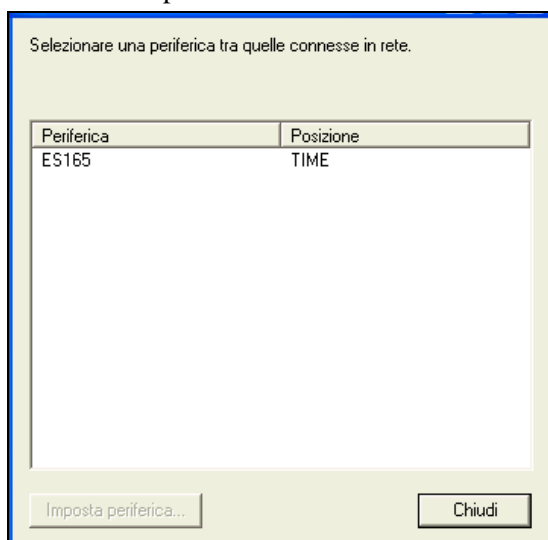 Selezionare una periferica tra quelle connesse in rete.
Periferica Posizione
ES165 TIME
Imposta periferica... Chiudi